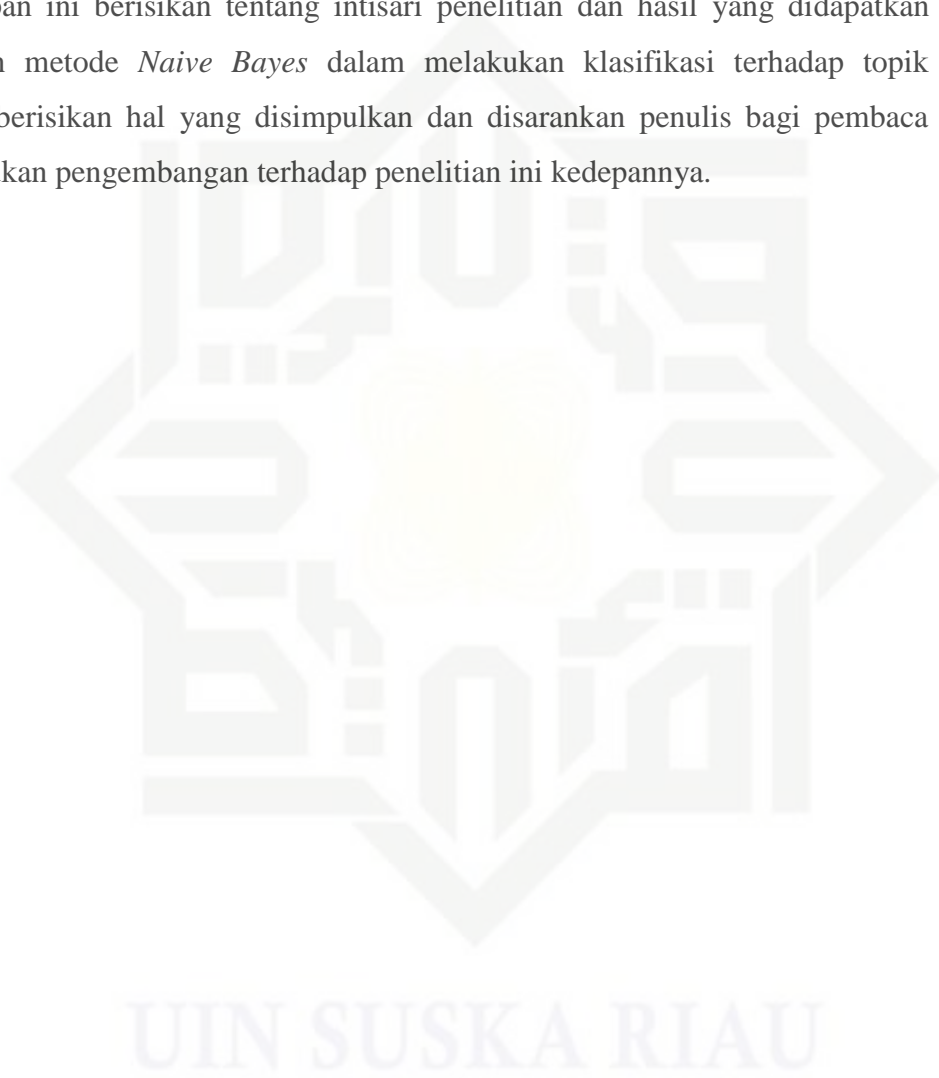 ini berisikan tentang intisari penelitian dan hasil yang didapatkan
metode Naive Bayes dalam melakukan klasifikasi terhadap topik
berisikan hal yang disimpulkan dan disarankan penulis bagi pembaca
kan pengembangan terhadap penelitian ini kedepannya.
UIN SUSKA RIAU